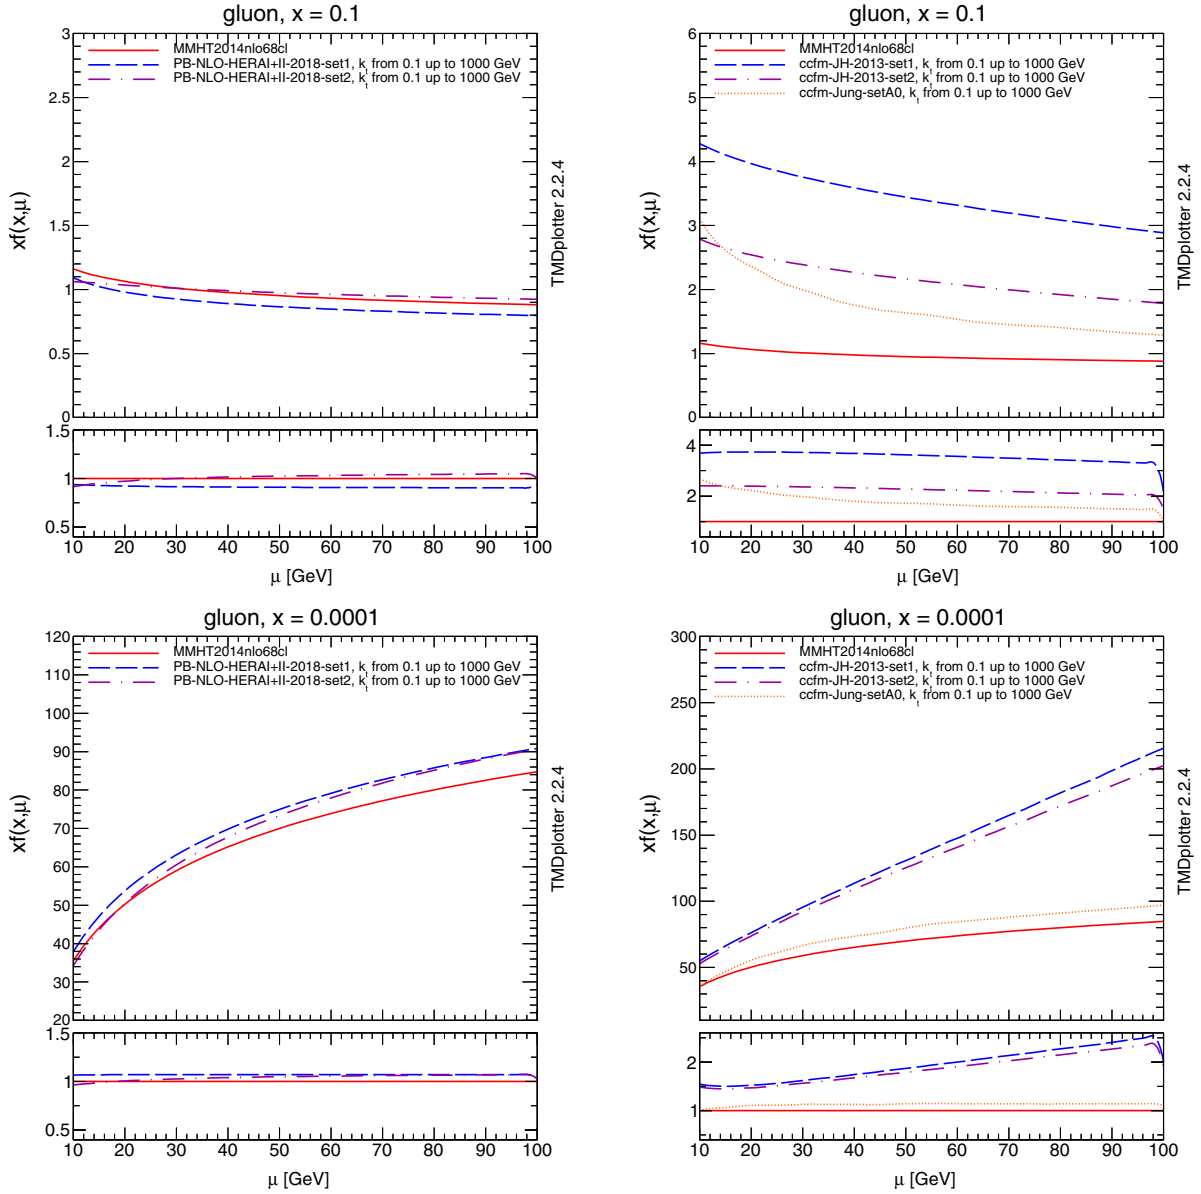 gluon, x = 0.1
3
2.5
2
1.5
1
0.5
0
xf(x,μ)
MMHT2014nlo68cl
PB-NLO-HERAI+II-2018-set1, kt from 0.1 up to 1000 GeV
PB-NLO-HERAI+II-2018-set2, kt from 0.1 up to 1000 GeV
TMDplotter 2.2.4
1.5
1
0.5
10 20 30 40 50 60 70 80 90 100
μ [GeV]
gluon, x = 0.1
6
5
4
3
2
1
0
xf(x,μ)
MMHT2014nlo68cl
ccfm-JH-2013-set1, kt from 0.1 up to 1000 GeV
ccfm-JH-2013-set2, kt from 0.1 up to 1000 GeV
ccfm-Jung-setA0, kt from 0.1 up to 1000 GeV
TMDplotter 2.2.4
4
2
10 20 30 40 50 60 70 80 90 100
μ [GeV]
gluon, x = 0.0001
120
110
100
90
80
70
60
50
40
30
20
xf(x,μ)
MMHT2014nlo68cl
PB-NLO-HERAI+II-2018-set1, kt from 0.1 up to 1000 GeV
PB-NLO-HERAI+II-2018-set2, kt from 0.1 up to 1000 GeV
TMDplotter 2.2.4
1.5
1
0.5
10 20 30 40 50 60 70 80 90 100
μ [GeV]
gluon, x = 0.0001
300
250
200
150
100
50
xf(x,μ)
MMHT2014nlo68cl
ccfm-JH-2013-set1, kt from 0.1 up to 1000 GeV
ccfm-JH-2013-set2, kt from 0.1 up to 1000 GeV
ccfm-Jung-setA0, kt from 0.1 up to 1000 GeV
TMDplotter 2.2.4
2
1
10 20 30 40 50 60 70 80 90 100
μ [GeV]